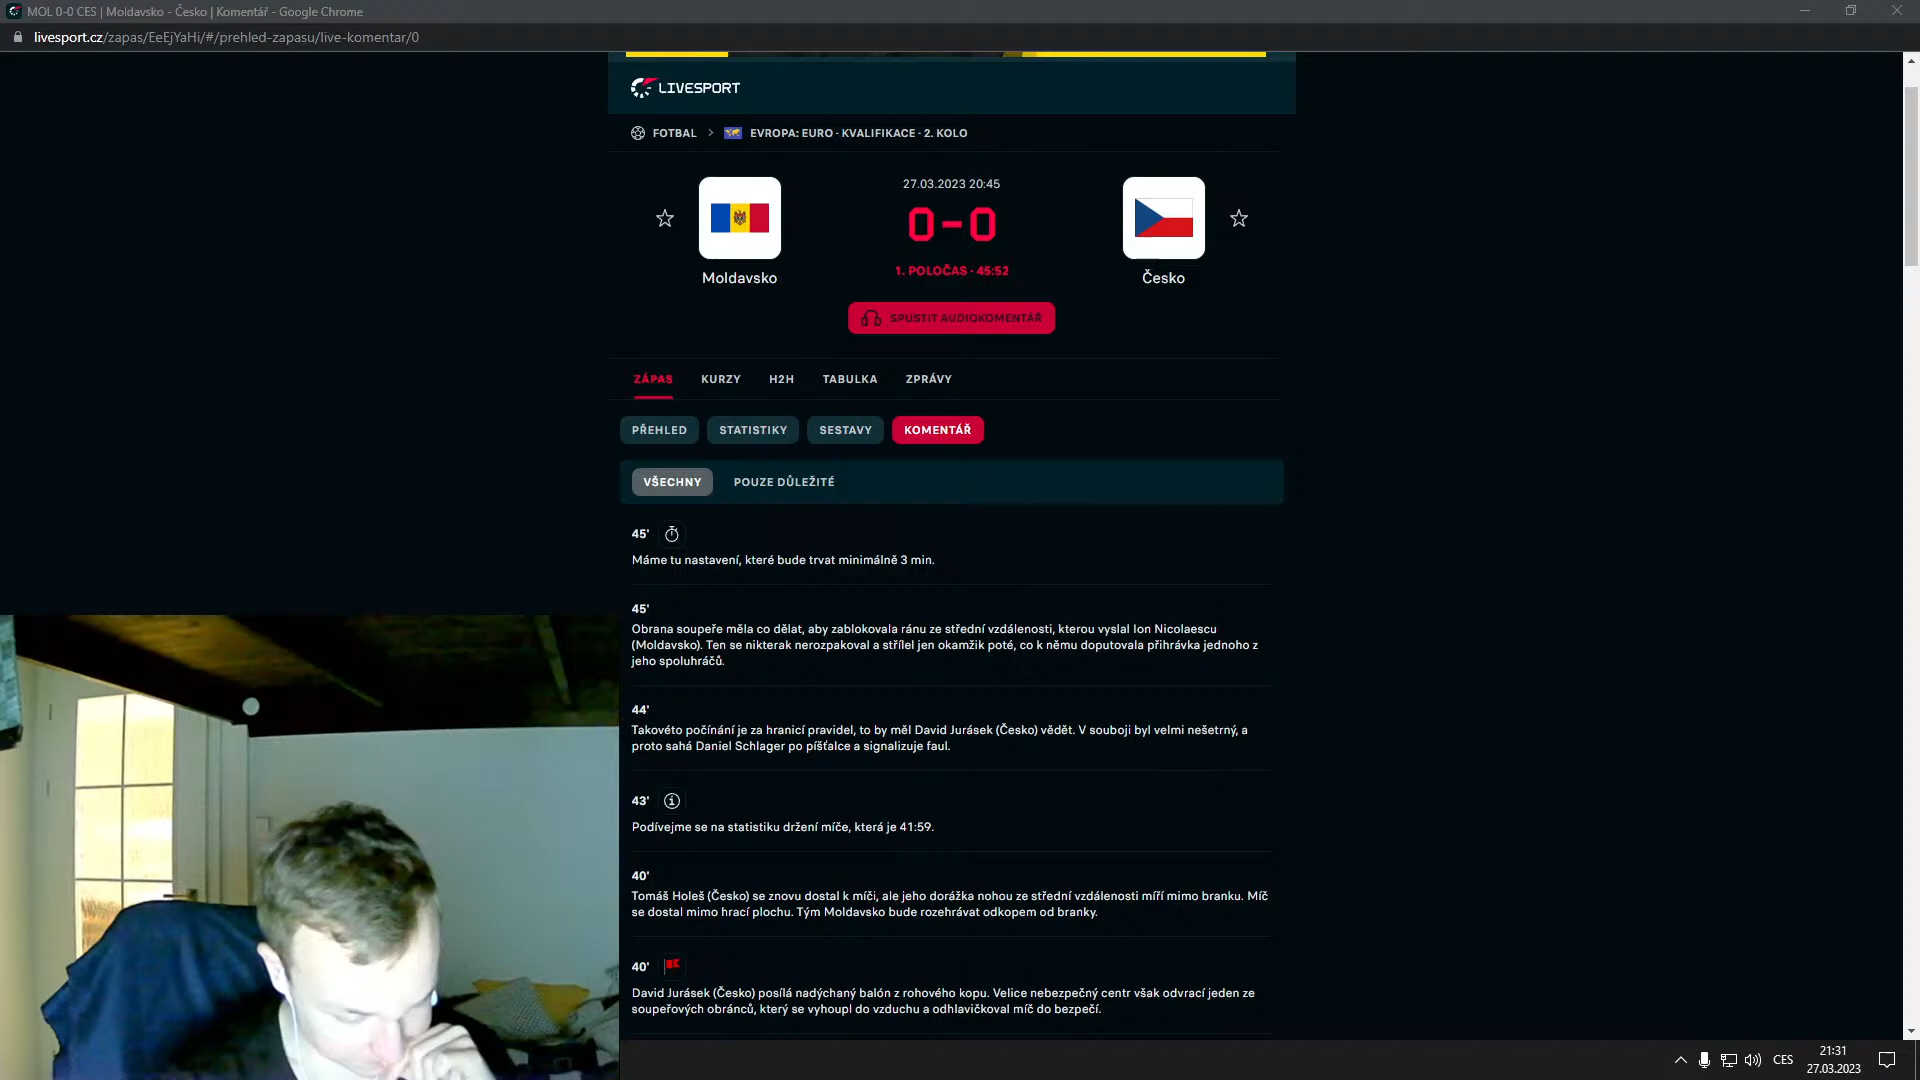 MOL 0-0 CES | Moldavsko - Česko | Komentář - Google Chrome
livesport.cz/zapas/EeEjYaHi/#/prehled-zapasu/live-komentar/0
LIVESPORT
FOTBAL > EVROPA: EURO - KVALIFIKACE - 2. KOLO
27.03.2023 20:45
0-0
1. POLOČAS - 45:52
Moldavsko
Česko
SPUSTIT AUDIOKOMENTÁŘ
ZÁPAS KURZY H2H TABULKA ZPRÁVY
PŘEHLED STATISTIKY SESTAVY KOMENTÁŘ
VŠECHNY POUZE DŮLEŽITÉ
45'
Máme tu nastavení, které bude trvat minimálně 3 min.
45'
Obrana soupeře měla co dělat, aby zablokovala ránu ze střední vzdálenosti, kterou vyslal Ion Nicolaescu
(Moldavsko). Ten se nikterak nerozpakoval a střílel jen okamžik poté, co k němu doputovala přihrávka jednoho z
jeho spoluhráčů.
44'
Takovéto počínání je za hranicí pravidel, to by měl David Jurásek (Česko) vědět. V souboji byl velmi nešetrný, a
proto sahá Daniel Schlager po píšťalce a signalizuje faul.
43'
Podívejme se na statistiku držení míče, která je 41:59.
40'
Tomáš Holeš (Česko) se znovu dostal k míči, ale jeho dorážka nohou ze střední vzdálenosti míří mimo branku. Míč
se dostal mimo hrací plochu. Tým Moldavsko bude rozehrávat odkopem od branky.
40'
David Jurásek (Česko) posílá nadýchaný balón z rohového kopu. Velice nebezpečný centr však odvrací jeden ze
soupeřových obránců, který se vyhoupl do vzduchu a odhlavičkoval míč do bezpečí.
CES
21:31
27.03.2023